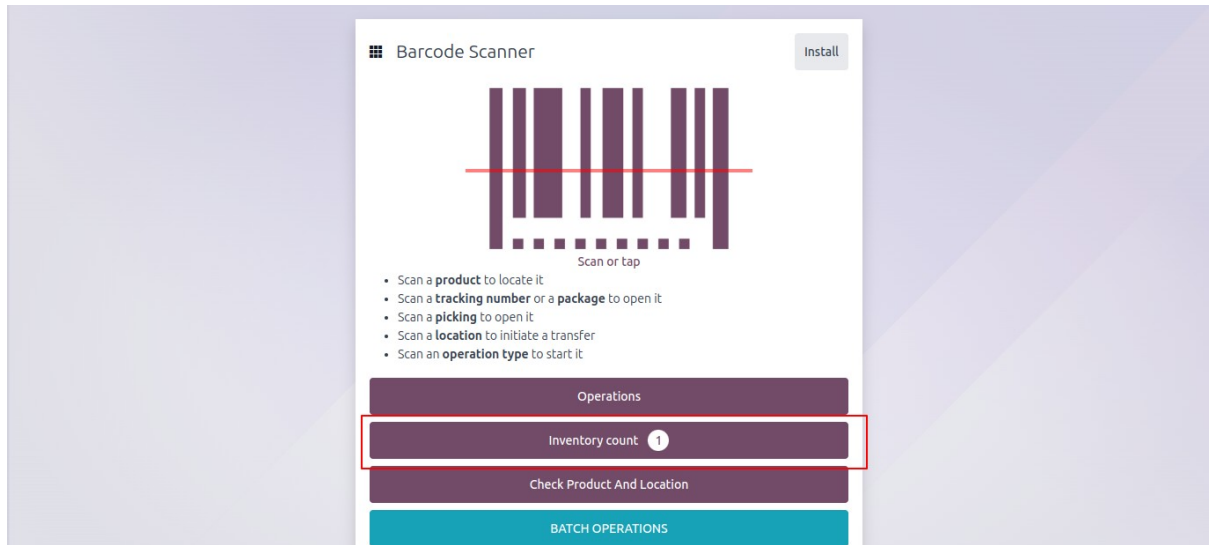 Barcode Scanner
Install
Scan or tap
• Scan a product to locate it
• Scan a tracking number or a package to open it
• Scan a picking to open it
• Scan a location to initiate a transfer
• Scan an operation type to start it
Operations
Inventory count 1
Check Product And Location
BATCH OPERATIONS